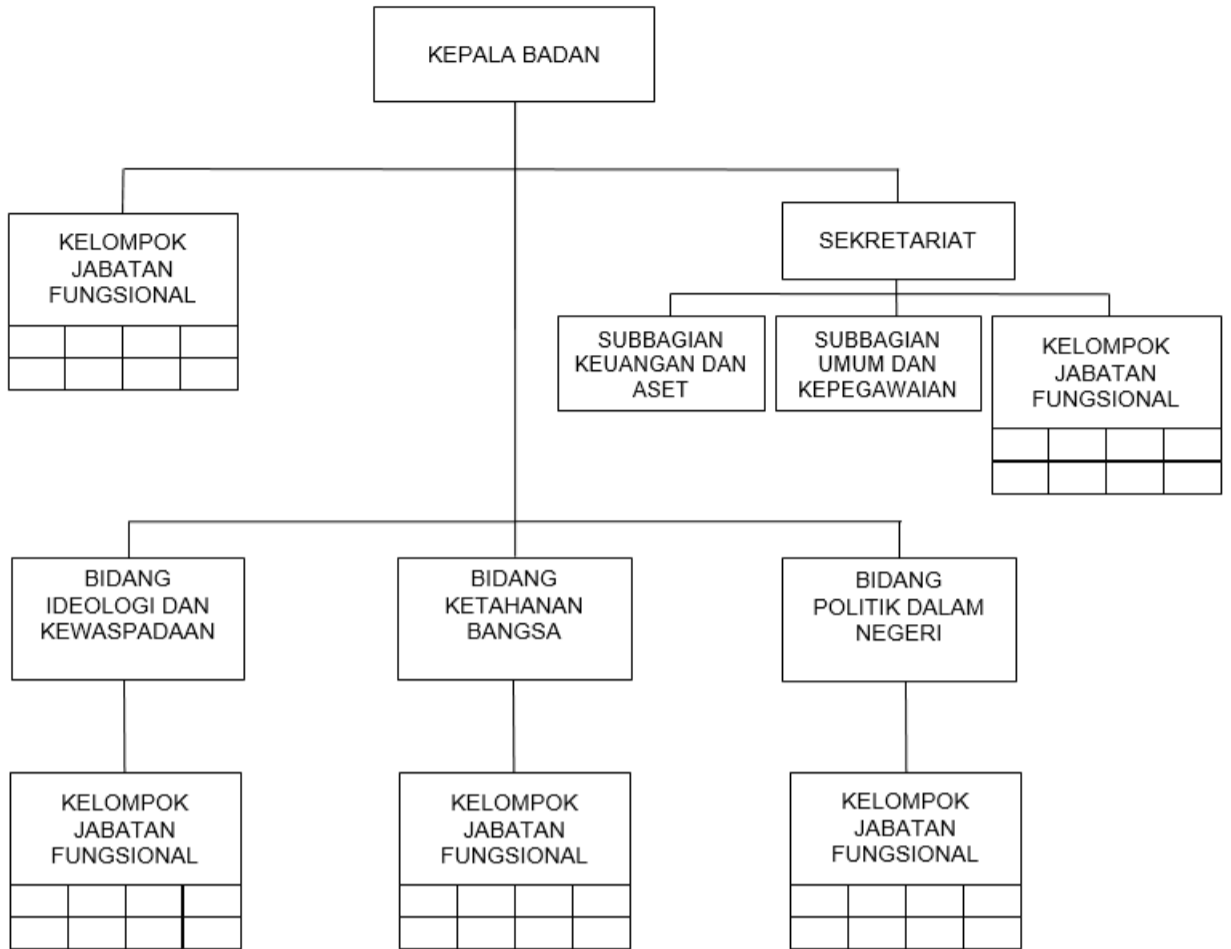 KEPALA BADAN
KELOMPOK
JABATAN
FUNGSIONAL
SEKRETARIAT
SUBBAGIAN
KEUANGAN DAN
ASET
SUBBAGIAN
UMUM DAN
KEPEGAWAIAN
KELOMPOK
JABATAN
FUNGSIONAL
BIDANG
IDEOLOGI DAN
KEWASPADAAN
BIDANG
KETAHANAN
BANGSA
BIDANG
POLITIK DALAM
NEGERI
KELOMPOK
JABATAN
FUNGSIONAL
KELOMPOK
JABATAN
FUNGSIONAL
KELOMPOK
JABATAN
FUNGSIONAL